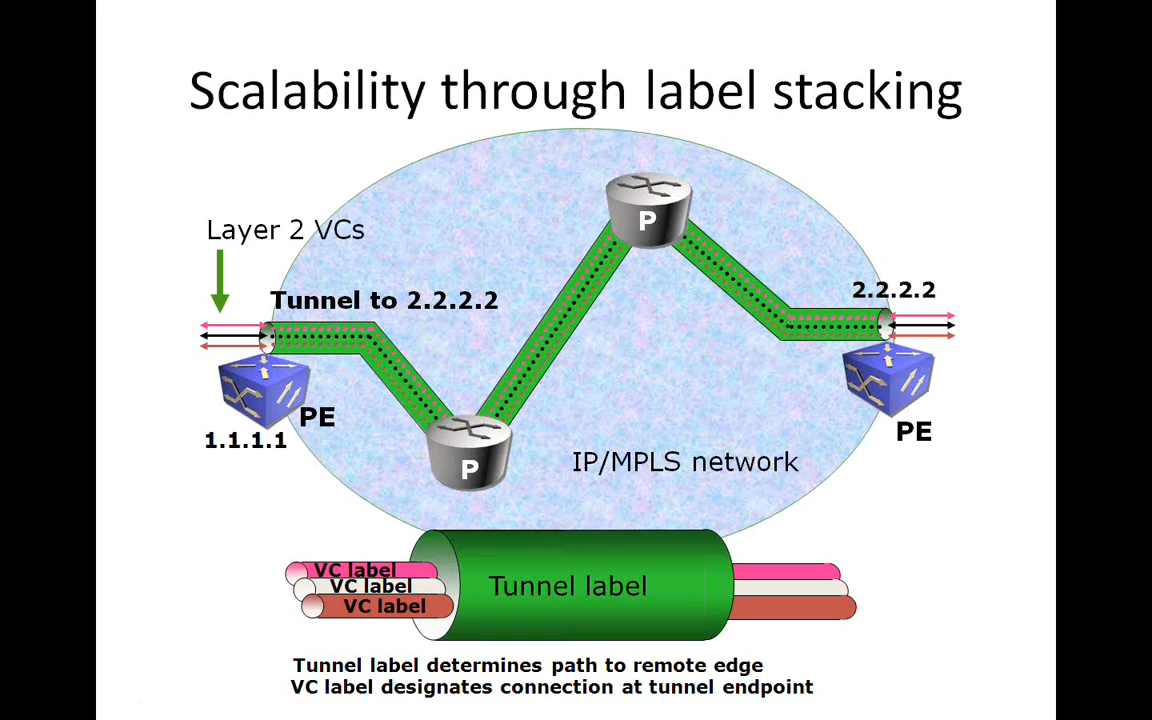 Scalability through label stacking
P
Layer 2 VCs
Tunnel to 2.2.2.2
2.2.2.2
PE
1.1.1.1
PE
P
IP/MPLS network
VC label
VC label
VC label
Tunnel label
Tunnel label determines path to remote edge
VC label designates connection at tunnel endpoint